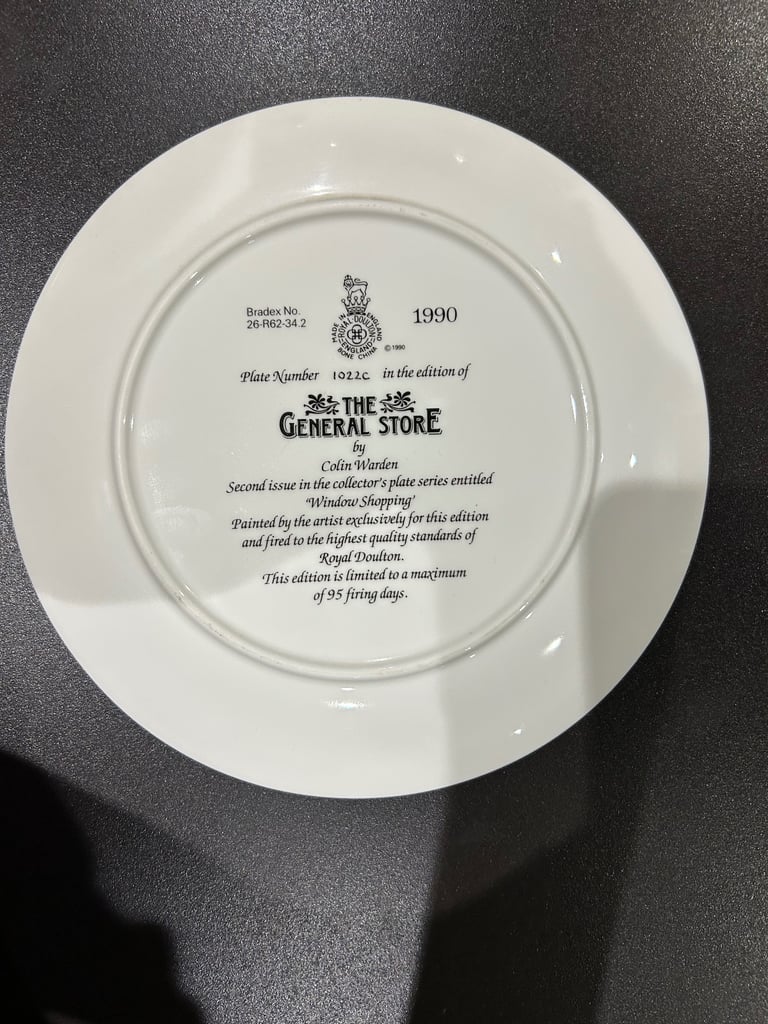 Bradex No.
26-R62-34.2
MADE IN ENGLAND
ROYAL DOULTON
ENGLAND
BONE CHINA
© 1990
1990
Plate Number 1022C in the edition of
THE
GENERAL STORE
by
Colin Warden
Second issue in the collector's plate series entitled
'Window Shopping'
Painted by the artist exclusively for this edition
and fired to the highest quality standards of
Royal Doulton.
This edition is limited to a maximum
of 95 firing days.